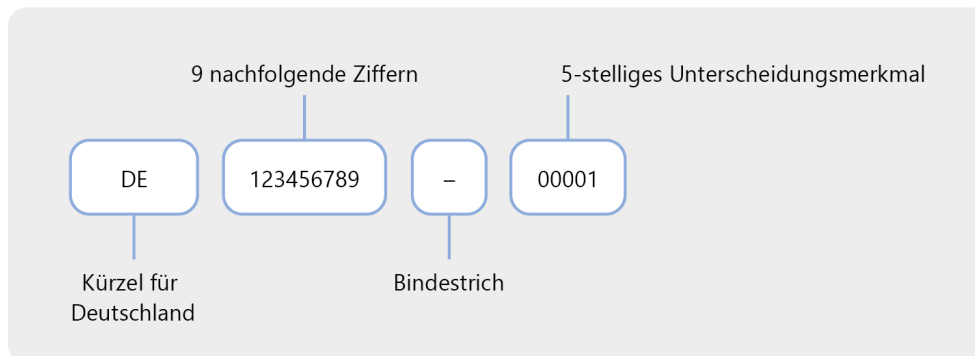 9 nachfolgende Ziffern
5-stelliges Unterscheidungsmerkmal
DE
123456789
–
00001
Kürzel für
Deutschland
Bindestrich